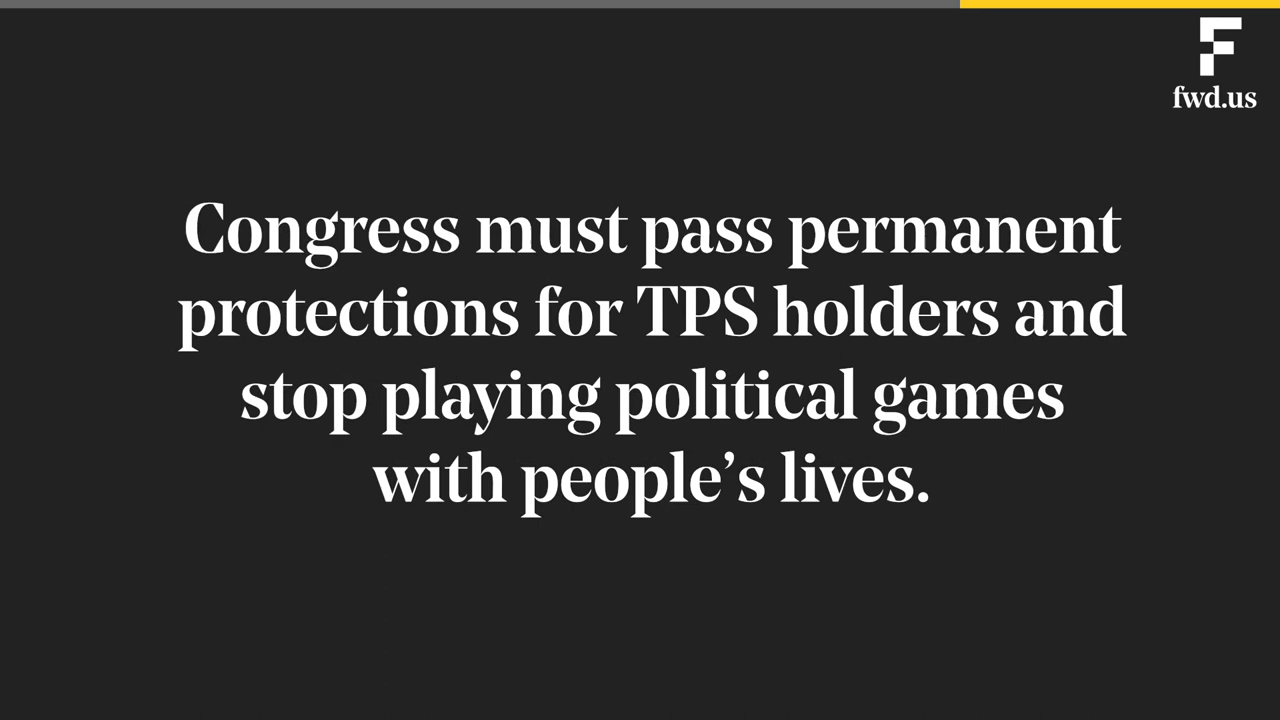 fwd.us
Congress must pass permanent
protections for TPS holders and
stop playing political games
with people’s lives.